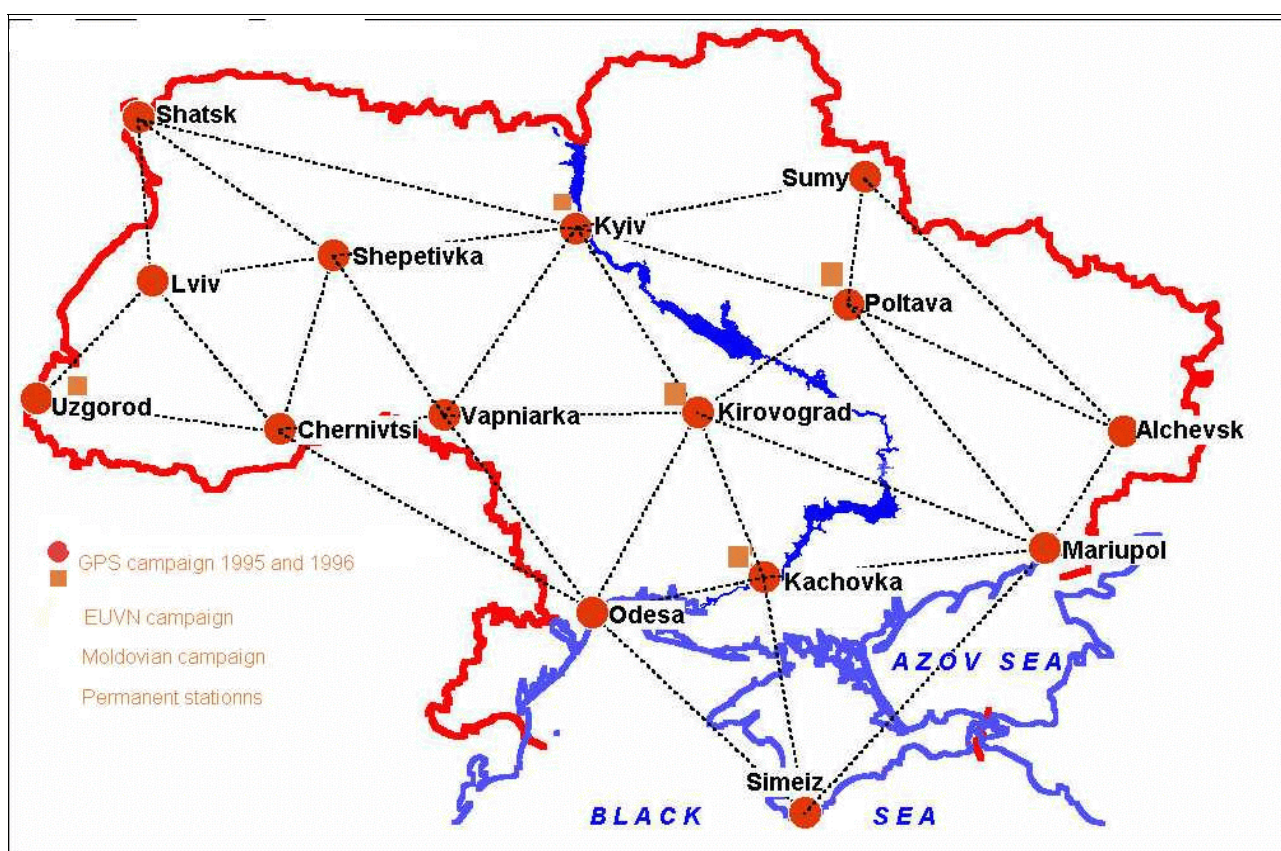 Shatsk
Sumy
Kyiv
Shepetivka
Lviv
Poltava
Uzgorod
Chernivtsi
Vapniarka
Kirovograd
Alchevsk
Mariupol
GPS campaign 1995 and 1996
Kachovka
Odesa
EUVN campaign
Moldovian campaign
AZOV SEA
Permanent stationns
Simeiz
BLACK SEA